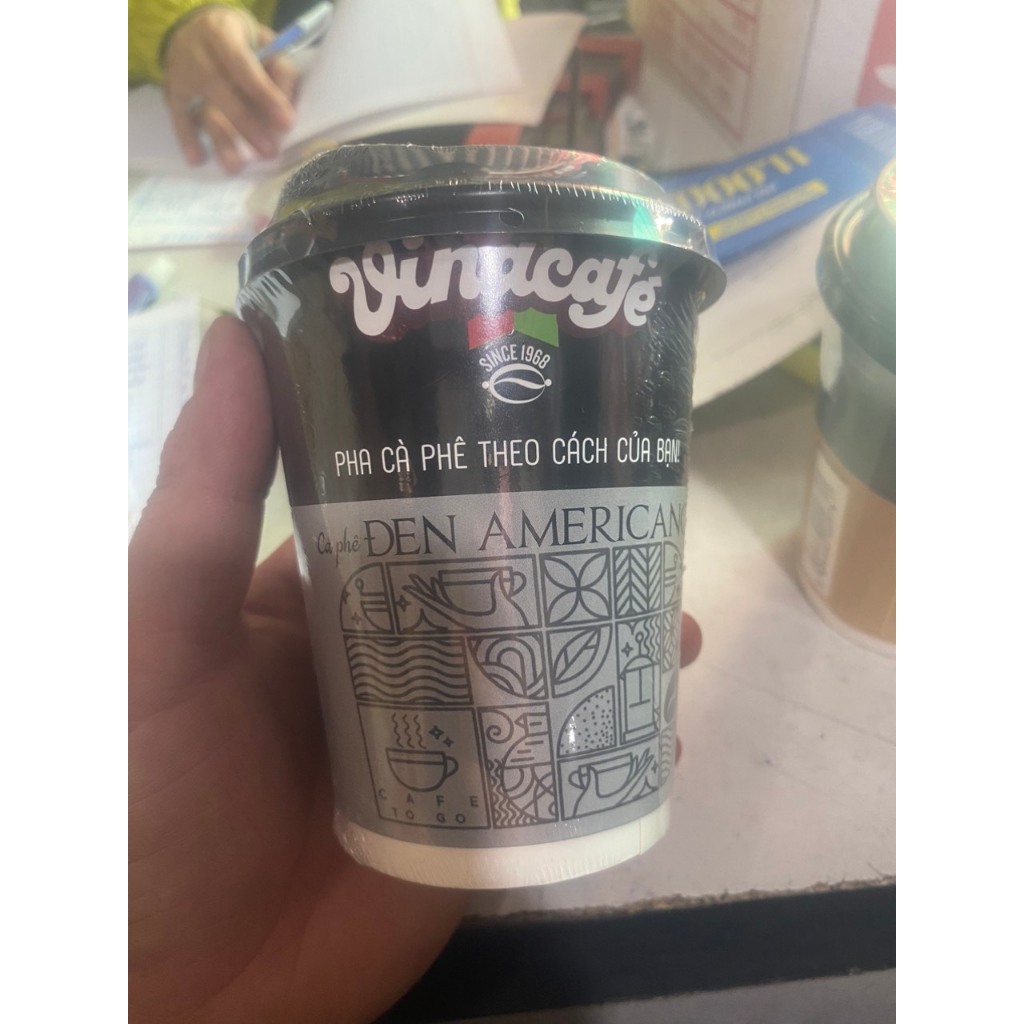 Vinacafé
SINCE 1968
PHA CÀ PHÊ THEO CÁCH CỦA BẠN!
Cà phê ĐEN AMERICANO
CAFE
TO GO